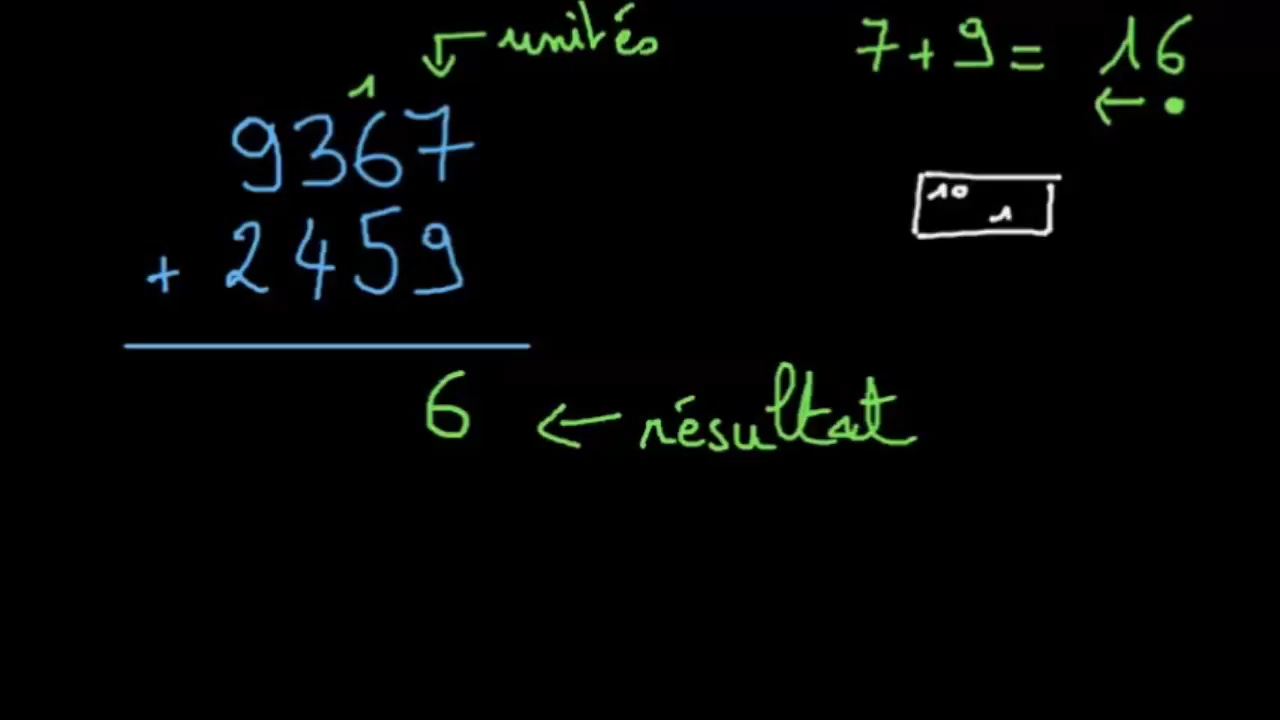 unités
7 + 9 = 16
← •
1
9367
10
1
+ 2459
6 ← résultat